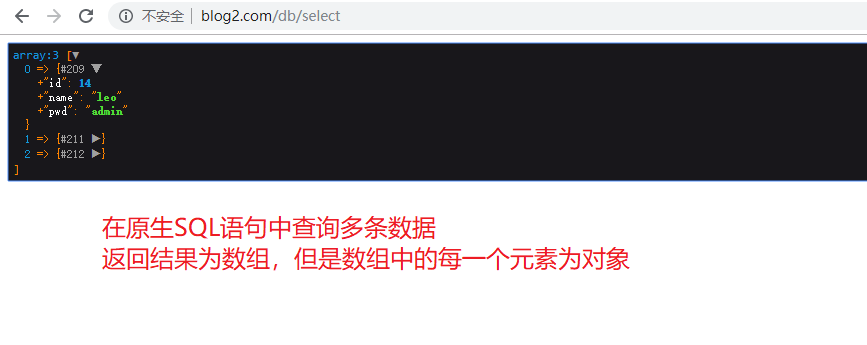 不安全 | blog2.com/db/select
array:3 [▼
0 => {#209 ▼
+"id": 14
+"name": "leo"
+"pwd": "admin"
}
1 => {#211 ▶}
2 => {#212 ▶}
]
在原生SQL语句中查询多条数据
返回结果为数组，但是数组中的每一个元素为对象